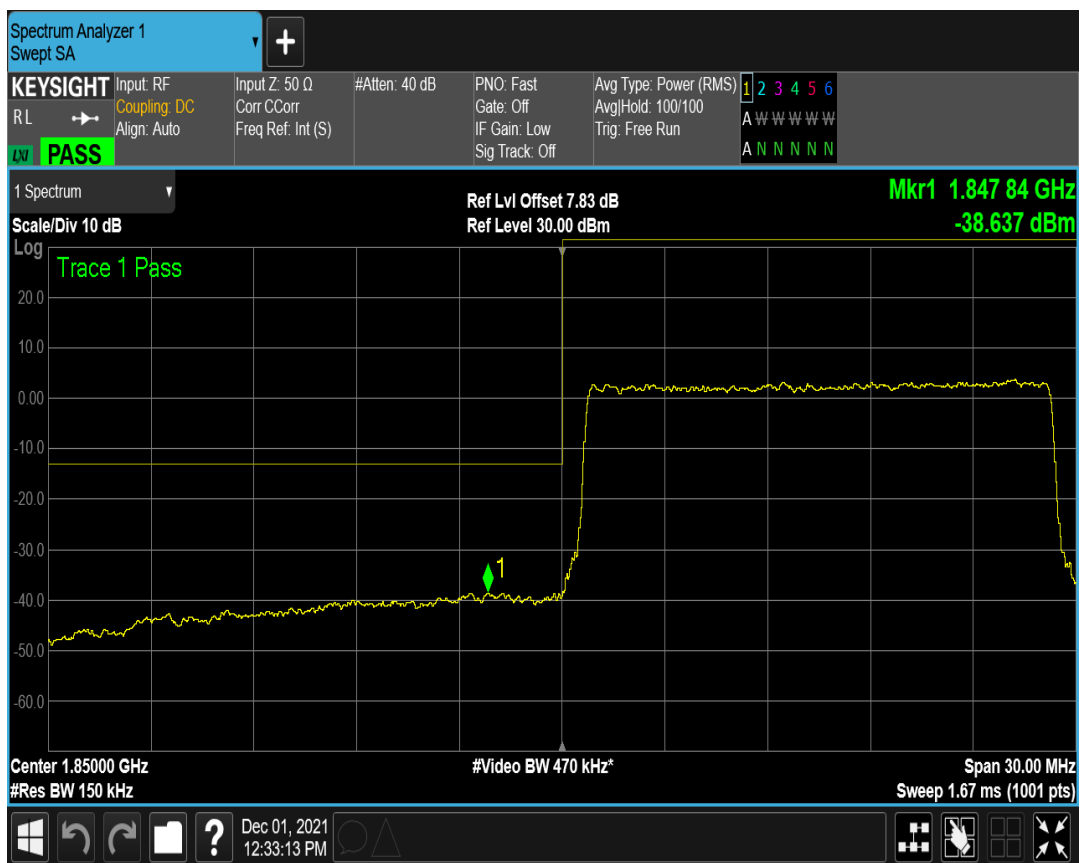 Spectrum Analyzer 1
Swept SA
KEYSIGHT
RL
LXI PASS
Input: RF
Coupling: DC
Align: Auto
Input Z: 50 Ω
Corr CCorr
Freq Ref: Int (S)
#Atten: 40 dB
PNO: Fast
Gate: Off
IF Gain: Low
Sig Track: Off
Avg Type: Power (RMS)
Avg|Hold: 100/100
Trig: Free Run
1 2 3 4 5 6
A W W W W W
A N N N N N
1 Spectrum
Scale/Div 10 dB
Ref Lvl Offset 7.83 dB
Ref Level 30.00 dBm
Mkr1 1.847 84 GHz
-38.637 dBm
Log
Trace 1 Pass
20.0
10.0
0.00
-10.0
-20.0
-30.0
1
-40.0
-50.0
-60.0
Center 1.85000 GHz
#Res BW 150 kHz
#Video BW 470 kHz*
Span 30.00 MHz
Sweep 1.67 ms (1001 pts)
?
Dec 01, 2021
12:33:13 PM